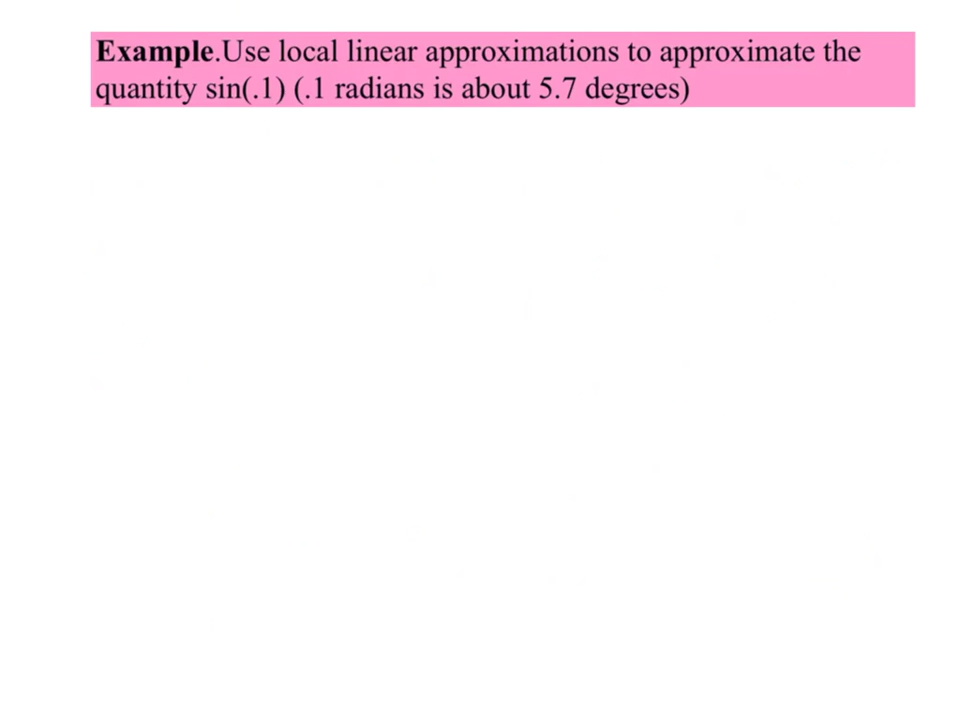 Example.Use local linear approximations to approximate the
quantity sin(.1) (.1 radians is about 5.7 degrees)